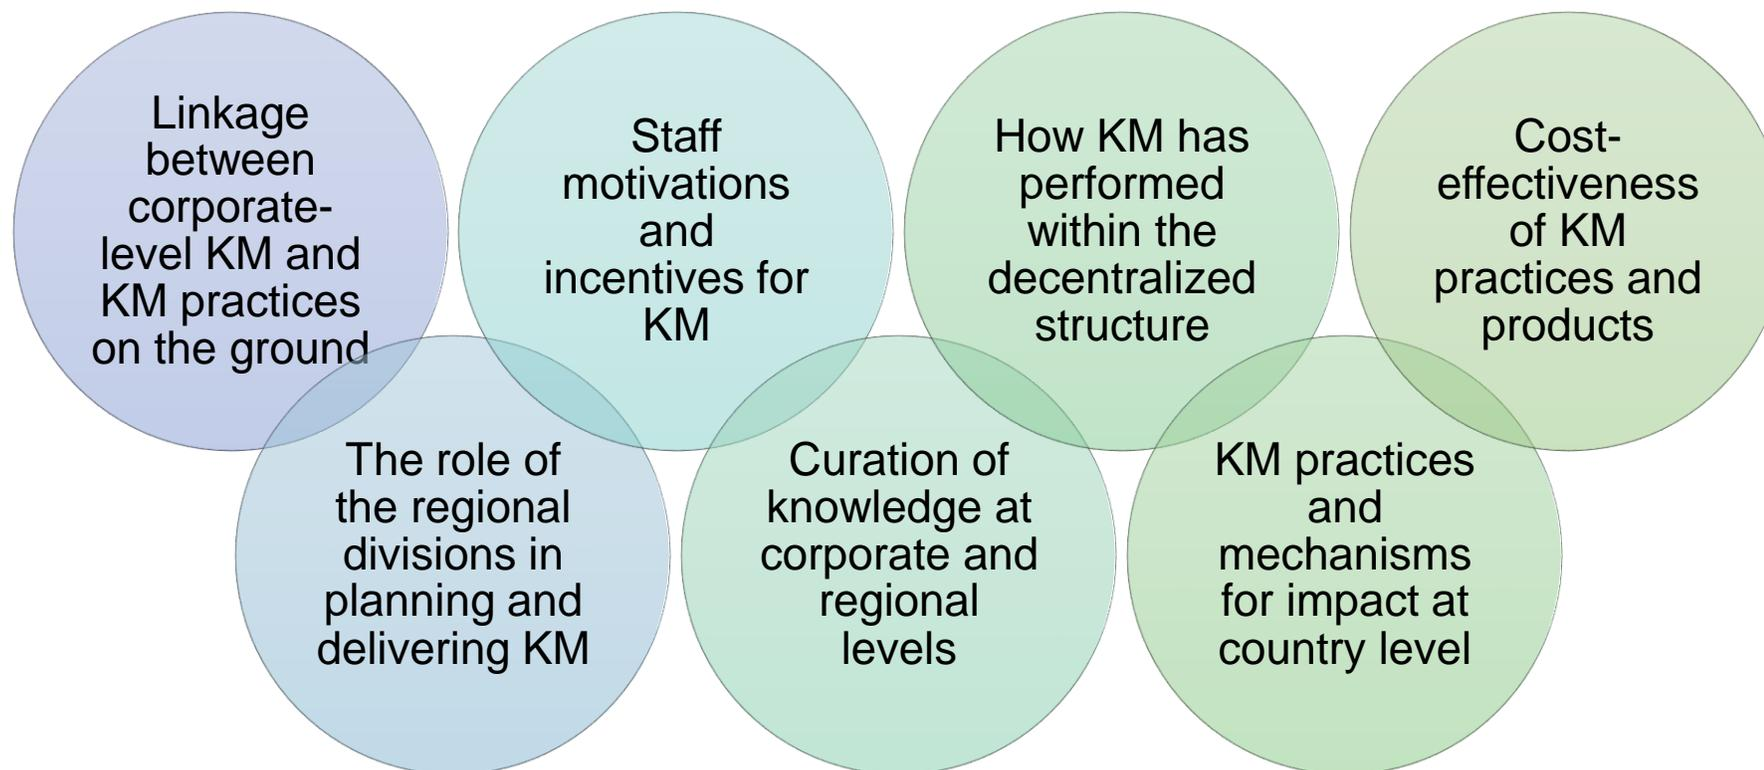 Linkage
between
corporate-
level KM and
KM practices
on the ground
Staff
motivations
and
incentives for
KM
How KM has
performed
within the
decentralized
structure
Cost-
effectiveness
of KM
practices and
products
The role of
the regional
divisions in
planning and
delivering KM
Curation of
knowledge at
corporate and
regional
levels
KM practices
and
mechanisms
for impact at
country level